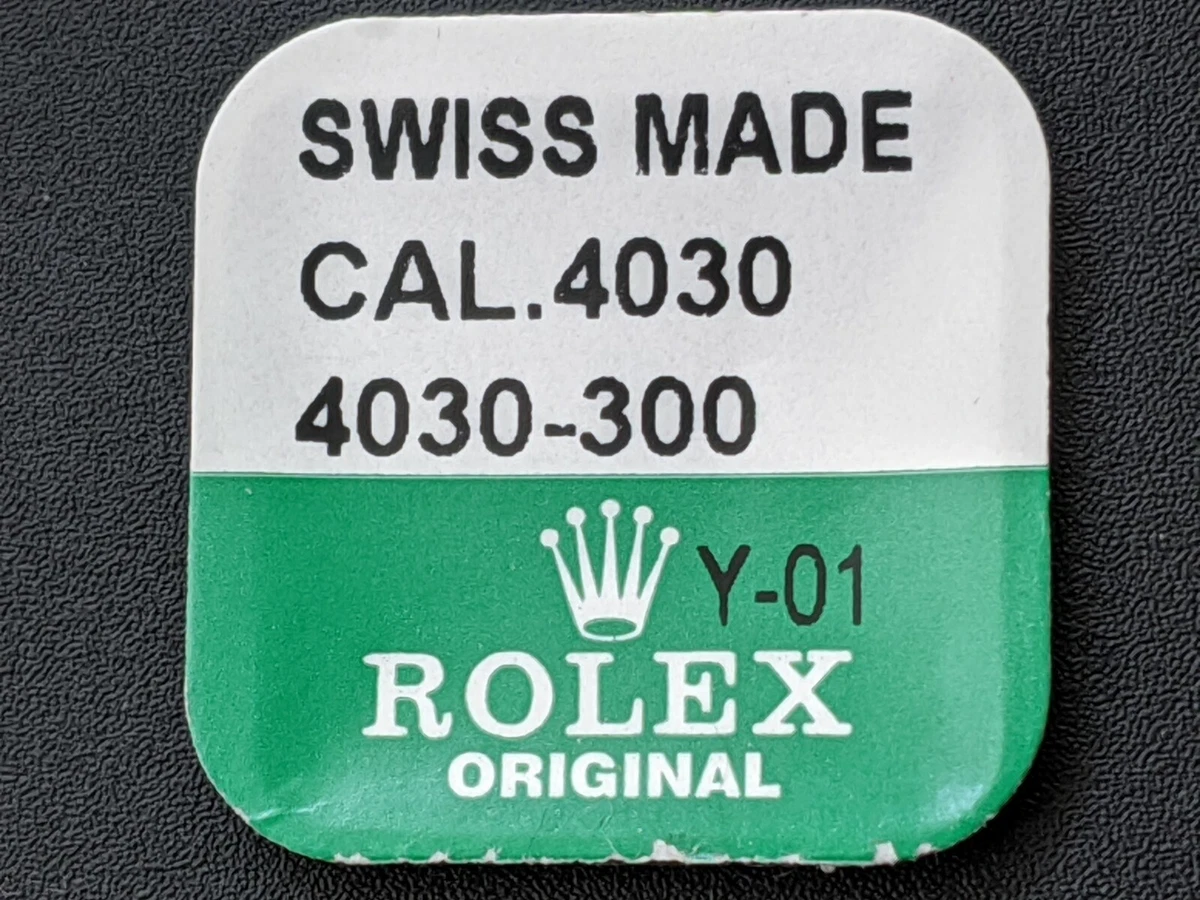 SWISS MADE
CAL.4030
4030-300
Y-01
ROLEX
ORIGINAL